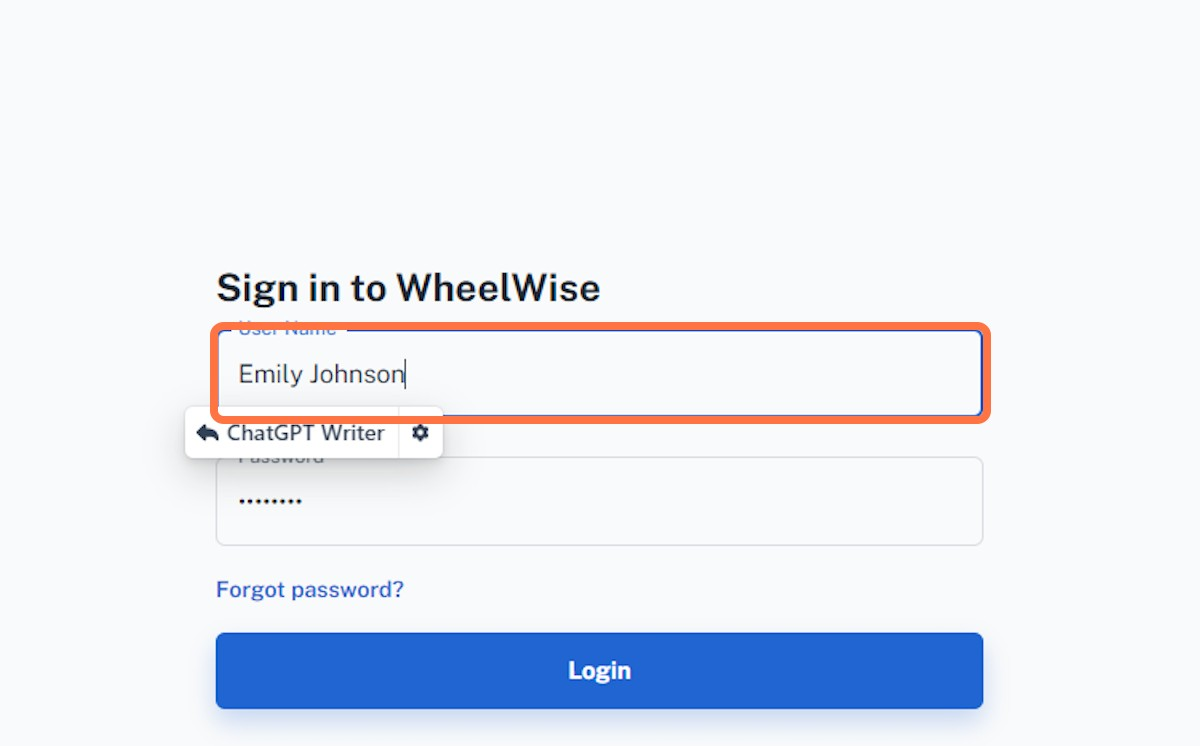 Sign in to WheelWise
User Name
Emily Johnson
ChatGPT Writer
Password
••••••••
Forgot password?
Login